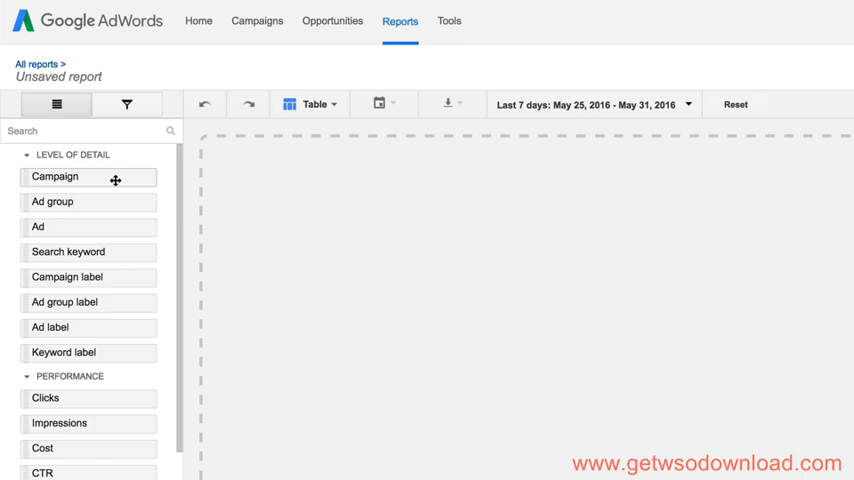 Google AdWords
Home Campaigns Opportunities Reports Tools
All reports >
Unsaved report
Table
Last 7 days: May 25, 2016 - May 31, 2016
Reset
Search
LEVEL OF DETAIL
Campaign
Ad group
Ad
Search keyword
Campaign label
Ad group label
Ad label
Keyword label
PERFORMANCE
Clicks
Impressions
Cost
CTR
www.getwsodownload.com